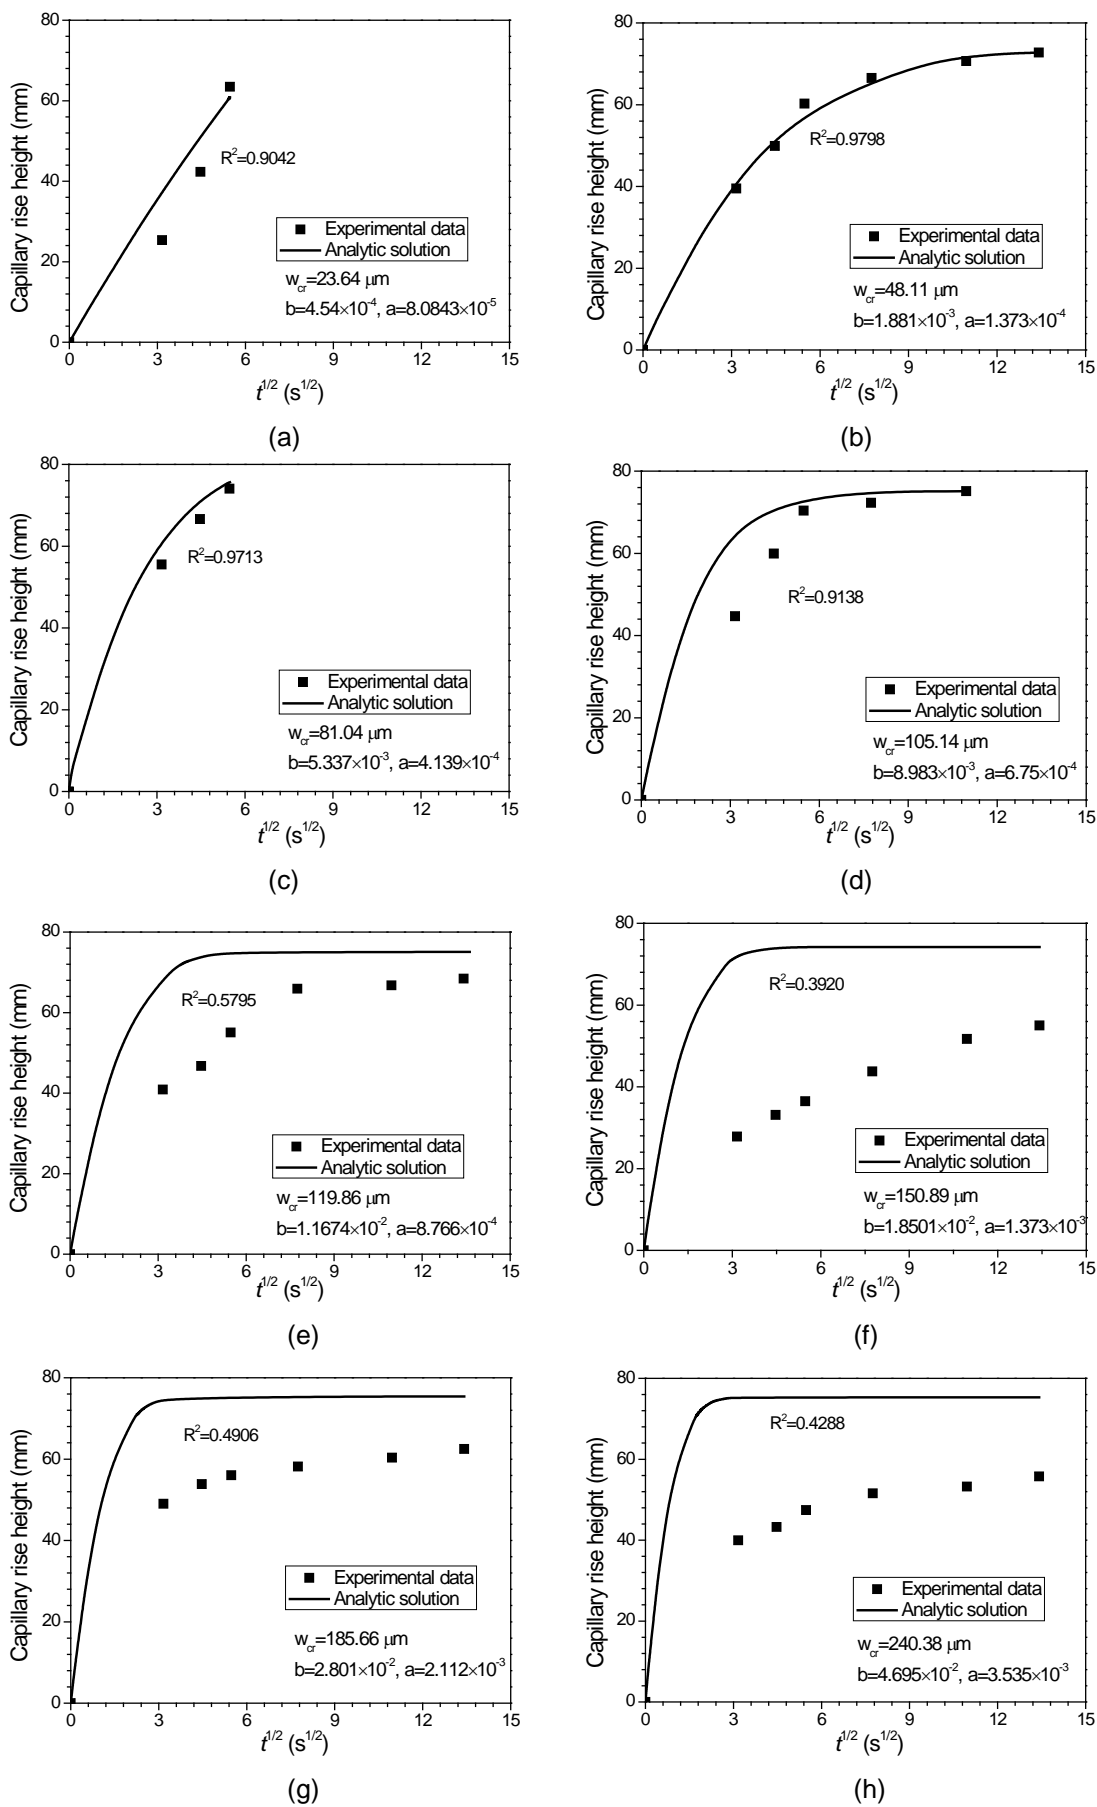 80
60
40
20
0
Capillary rise height (mm)
R²=0.9042
Experimental data
Analytic solution
w_cr=23.64 μm
b=4.54×10⁻⁴, a=8.0843×10⁻⁵
0 3 6 9 12 15
t^1/2 (s^1/2)
(a)
80
60
40
20
0
Capillary rise height (mm)
R²=0.9798
Experimental data
Analytic solution
w_cr=48.11 μm
b=1.881×10⁻³, a=1.373×10⁻⁴
0 3 6 9 12 15
t^1/2 (s^1/2)
(b)
80
60
40
20
0
Capillary rise height (mm)
R²=0.9713
Experimental data
Analytic solution
w_cr=81.04 μm
b=5.337×10⁻³, a=4.139×10⁻⁴
0 3 6 9 12 15
t^1/2 (s^1/2)
(c)
80
60
40
20
0
Capillary rise height (mm)
R²=0.9138
Experimental data
Analytic solution
w_cr=105.14 μm
b=8.983×10⁻³, a=6.75×10⁻⁴
0 3 6 9 12 15
t^1/2 (s^1/2)
(d)
80
60
40
20
0
Capillary rise height (mm)
R²=0.5795
Experimental data
Analytic solution
w_cr=119.86 μm
b=1.1674×10⁻², a=8.766×10⁻⁴
0 3 6 9 12 15
t^1/2 (s^1/2)
(e)
80
60
40
20
0
Capillary rise height (mm)
R²=0.3920
Experimental data
Analytic solution
w_cr=150.89 μm
b=1.8501×10⁻², a=1.373×10⁻³
0 3 6 9 12 15
t^1/2 (s^1/2)
(f)
80
60
40
20
0
Capillary rise height (mm)
R²=0.4906
Experimental data
Analytic solution
w_cr=185.66 μm
b=2.801×10⁻², a=2.112×10⁻³
0 3 6 9 12 15
t^1/2 (s^1/2)
(g)
80
60
40
20
0
Capillary rise height (mm)
R²=0.4288
Experimental data
Analytic solution
w_cr=240.38 μm
b=4.695×10⁻², a=3.535×10⁻³
0 3 6 9 12 15
t^1/2 (s^1/2)
(h)